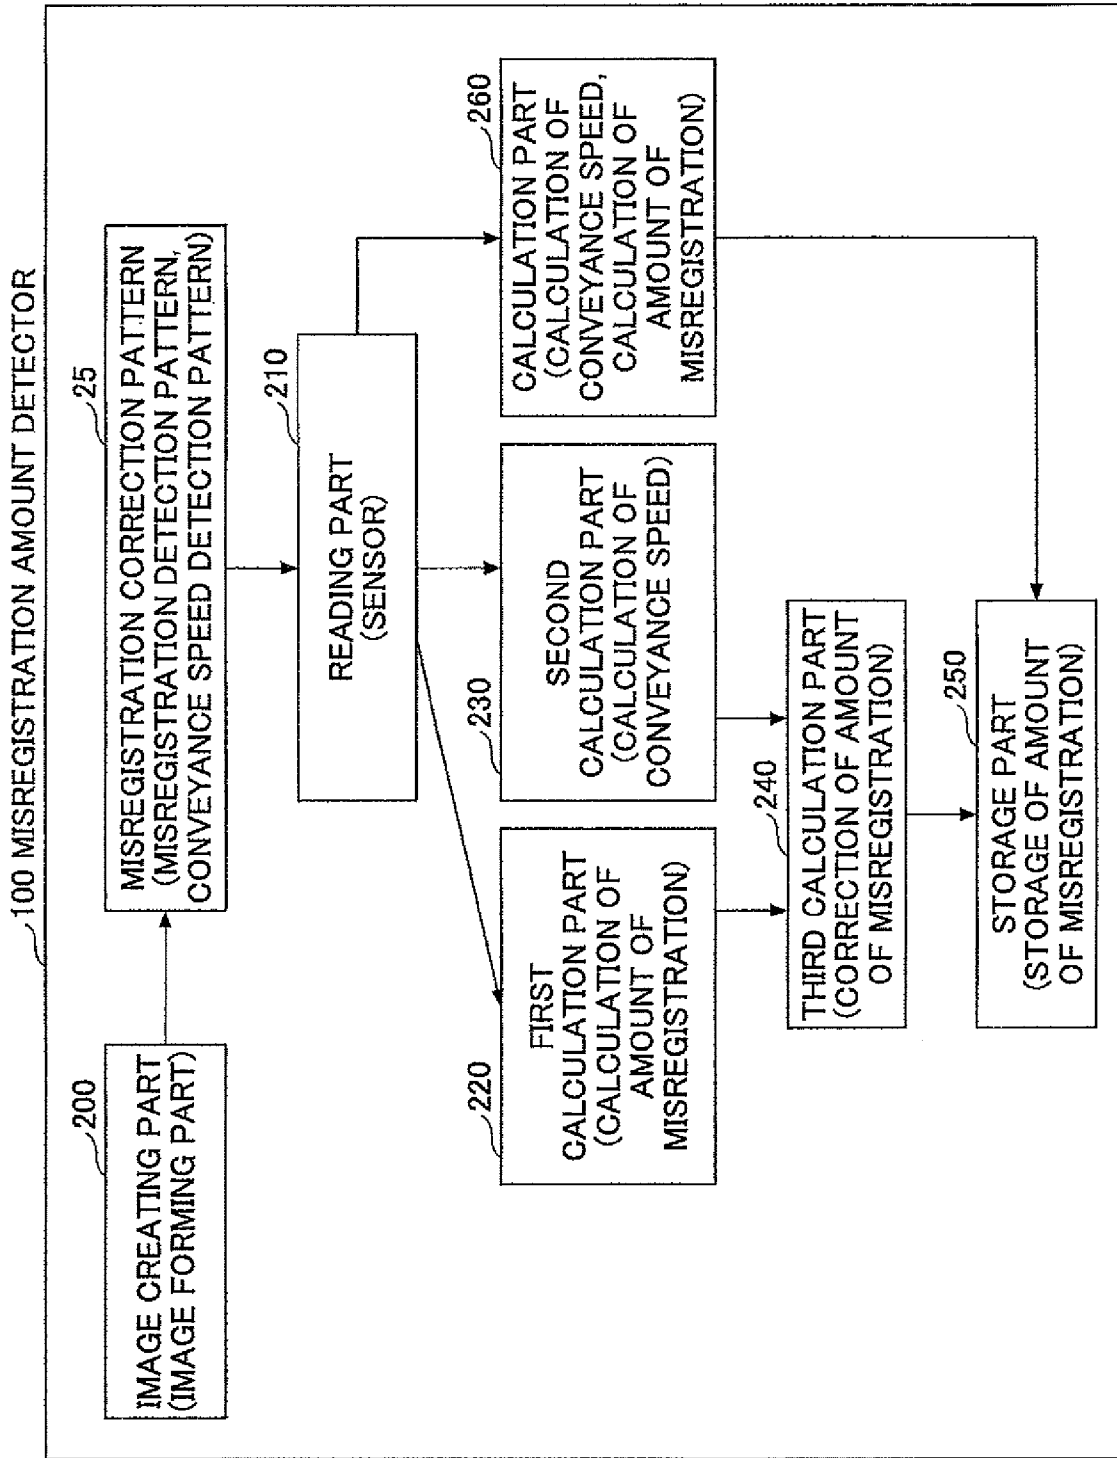 100 MISREGISTRATION AMOUNT DETECTOR
200
IMAGE CREATING PART
(IMAGE FORMING PART)
25
MISREGISTRATION CORRECTION PATTERN
(MISREGISTRATION DETECTION PATTERN,
CONVEYANCE SPEED DETECTION PATTERN)
210
READING PART
(SENSOR)
220
FIRST
CALCULATION PART
(CALCULATION OF
AMOUNT OF
MISREGISTRATION)
230
SECOND
CALCULATION PART
(CALCULATION OF
CONVEYANCE SPEED)
260
CALCULATION PART
(CALCULATION OF
CONVEYANCE SPEED,
CALCULATION OF
AMOUNT OF
MISREGISTRATION)
240
THIRD CALCULATION PART
(CORRECTION OF AMOUNT
OF MISREGISTRATION)
250
STORAGE PART
(STORAGE OF AMOUNT
OF MISREGISTRATION)